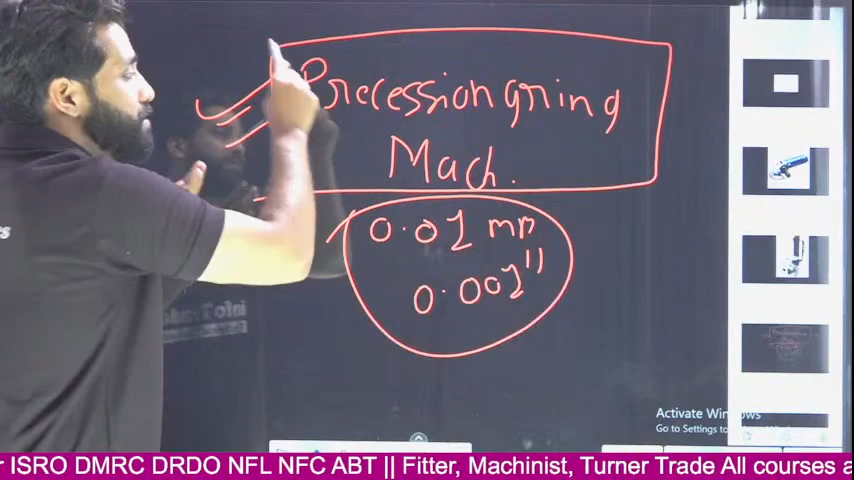 Precession gring
Mach.
0.01 mm
0.001"
Activate Windows
Go to Settings to
ISRO DMRC DRDO NFL NFC ABT || Fitter, Machinist, Turner Trade All courses a